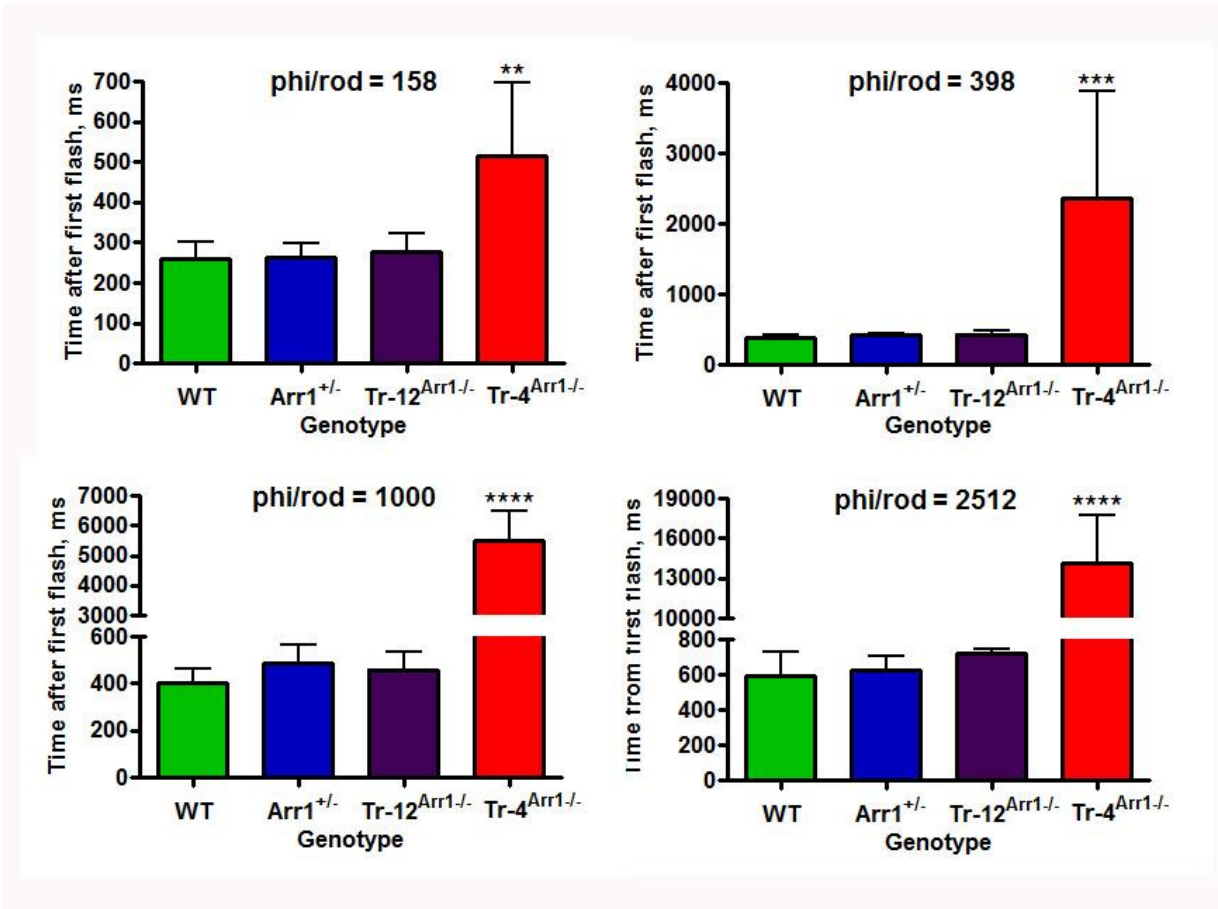 phi/rod = 158
**
Time after first flash, ms
700
600
500
400
300
200
100
0
WT Arr1+/- Tr-12Arr1-/- Tr-4Arr1-/-
Genotype
phi/rod = 398
***
Time after first flash, ms
4000
3000
2000
1000
0
WT Arr1+/- Tr-12Arr1-/- Tr-4Arr1-/-
Genotype
phi/rod = 1000
****
Time after first flash, ms
7000
6000
5000
4000
3000
600
400
200
0
WT Arr1+/- Tr-12Arr1-/- Tr-4Arr1-/-
Genotype
phi/rod = 2512
****
Time from first flash, ms
19000
16000
13000
10000
800
600
400
200
0
WT Arr1+/- Tr-12Arr1-/- Tr-4Arr1-/-
Genotype